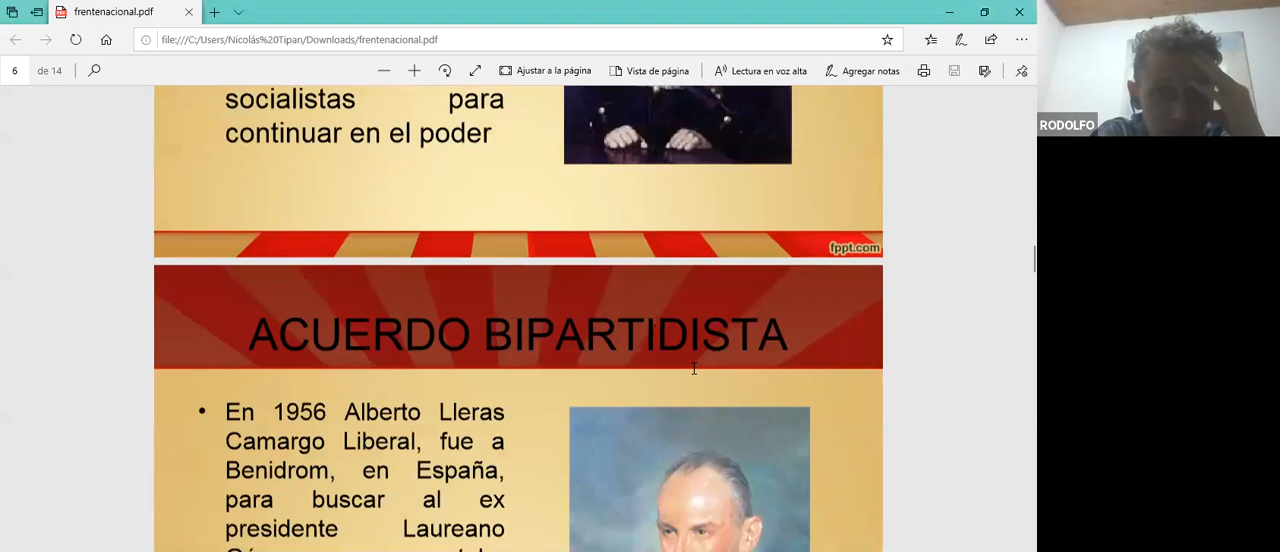 frentenacional.pdf
file:///C:/Users/Nicolás%20Tipan/Downloads/frentenacional.pdf
6 de 14
Ajustar a la página
Vista de página
Lectura en voz alta
Agregar notas
RODOLFO
socialistas para
continuar en el poder
fppt.com
ACUERDO BIPARTIDISTA
• En 1956 Alberto Lleras
Camargo Liberal, fue a
Benidrom, en España,
para buscar al ex
presidente Laureano